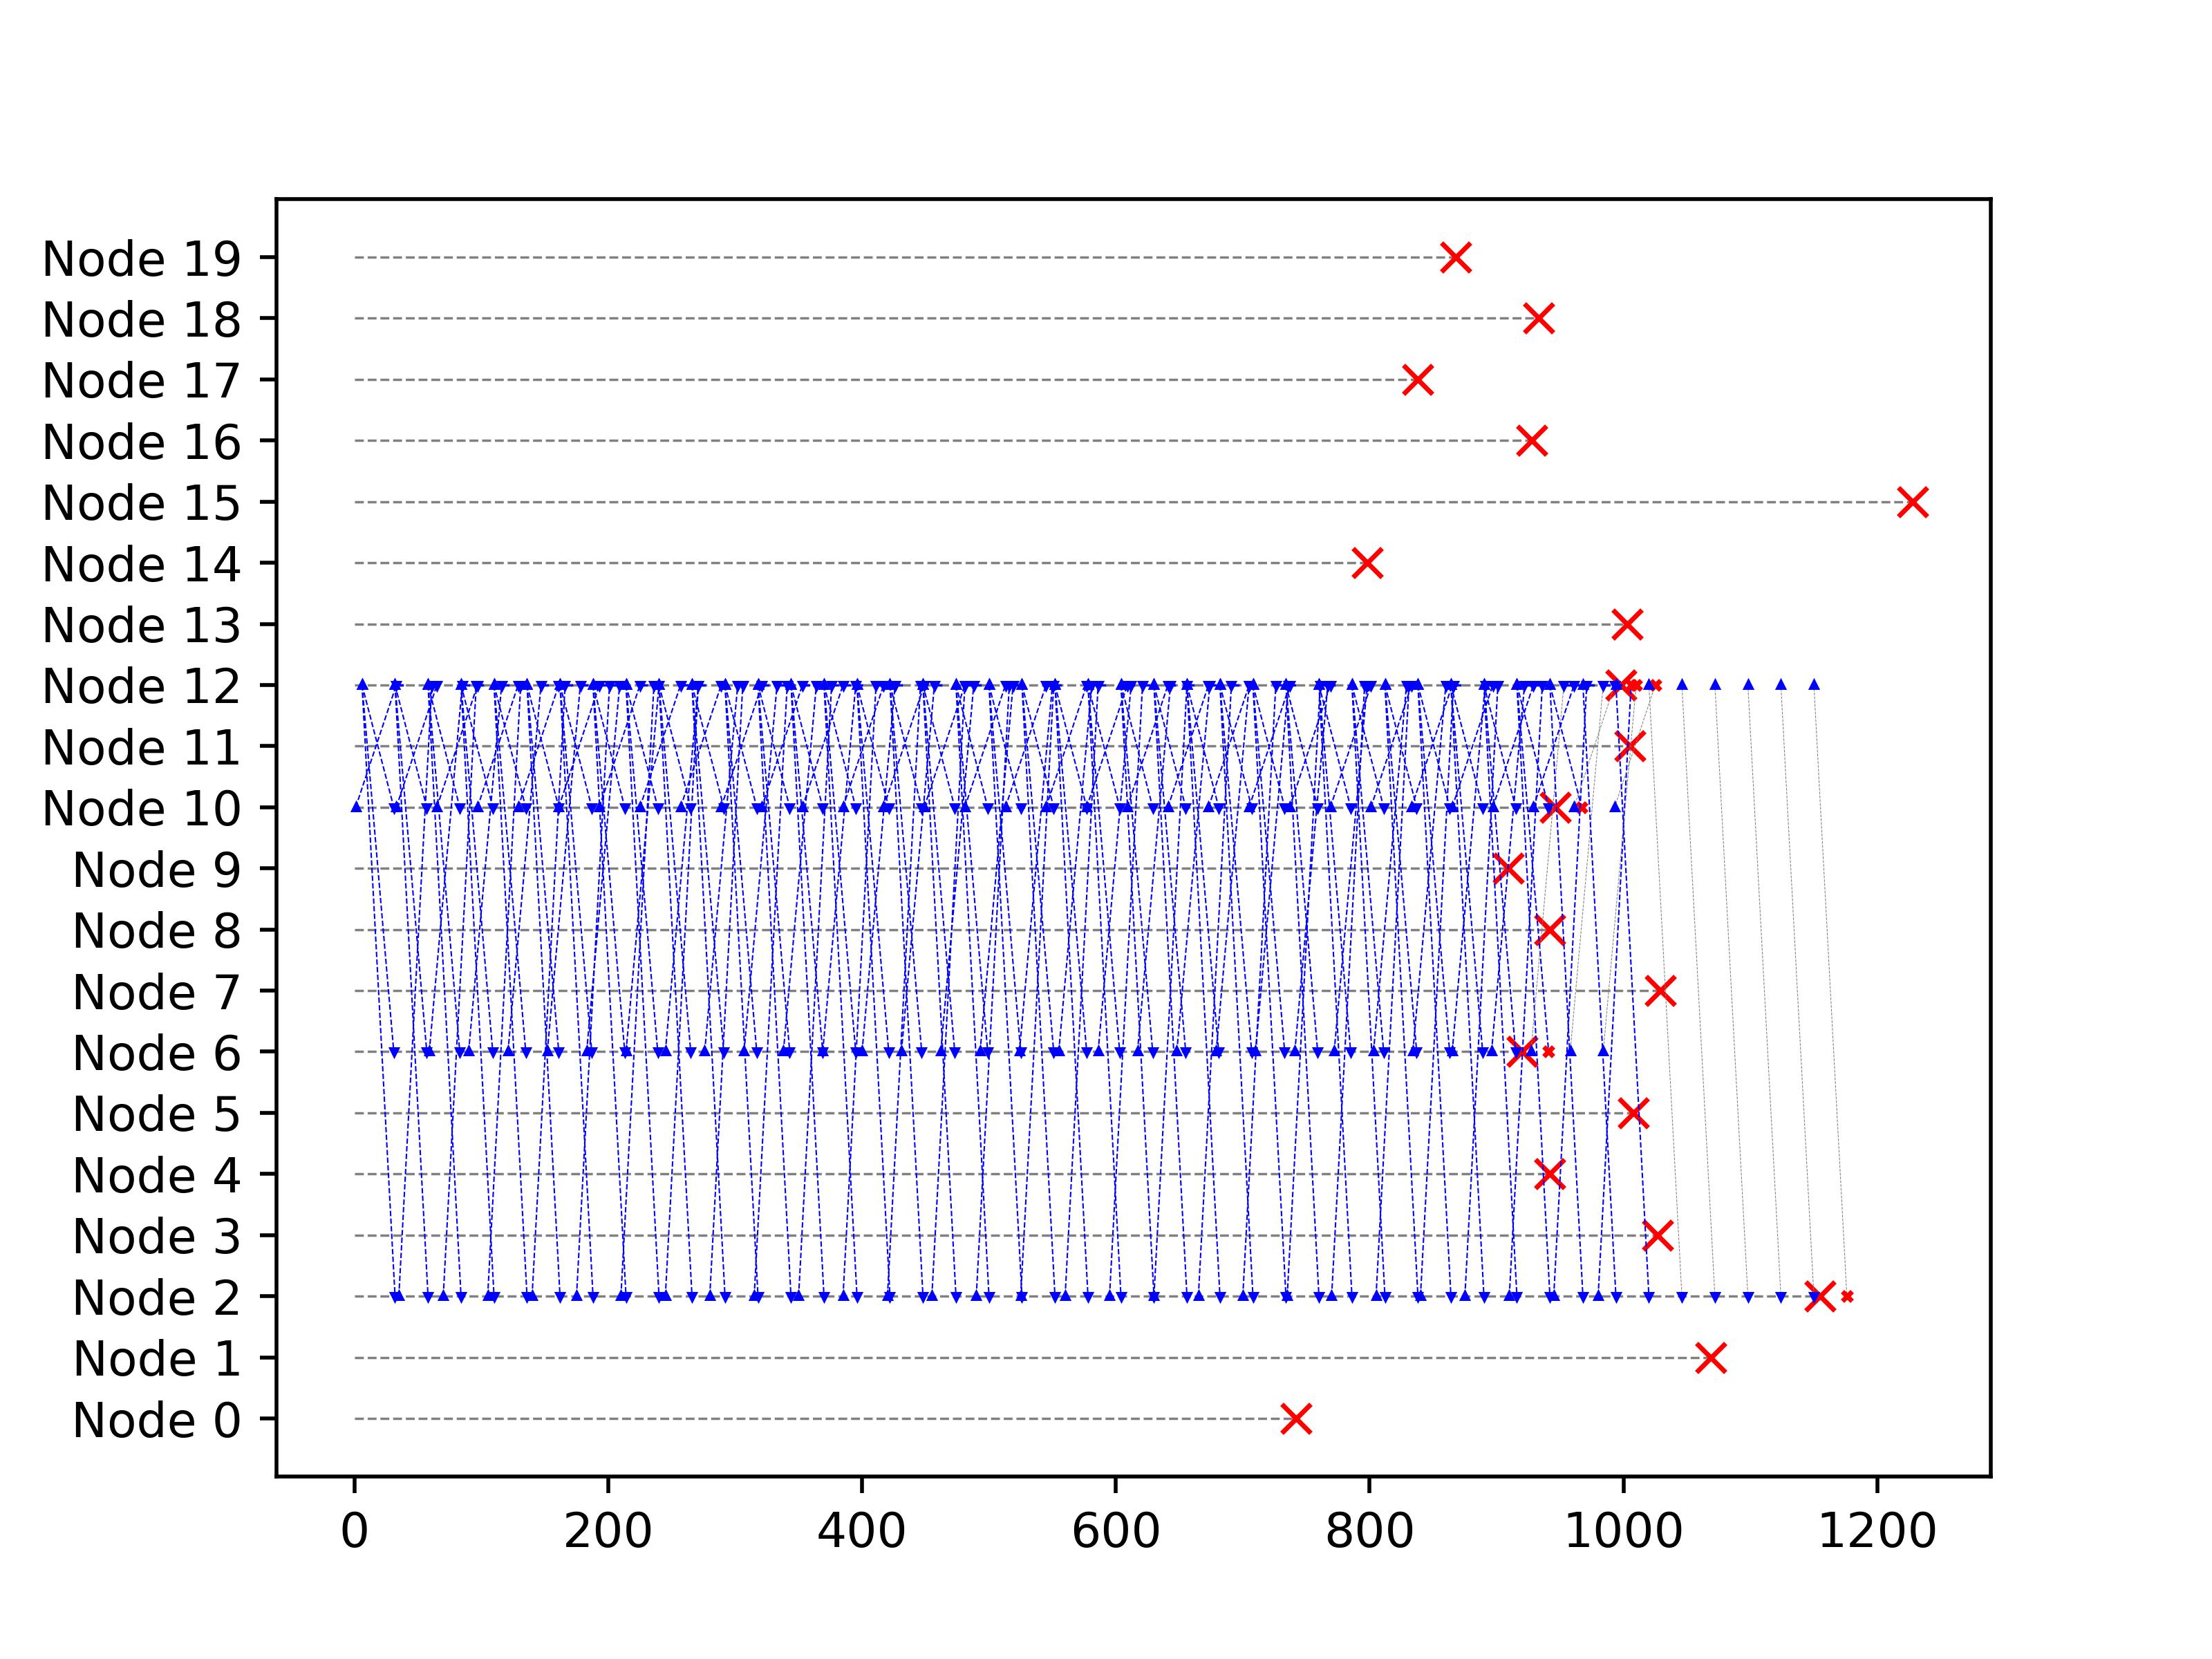 Node 19
Node 18
Node 17
Node 16
Node 15
Node 14
Node 13
Node 12
Node 11
Node 10
Node 9
Node 8
Node 7
Node 6
Node 5
Node 4
Node 3
Node 2
Node 1
Node 0
0 200 400 600 800 1000 1200